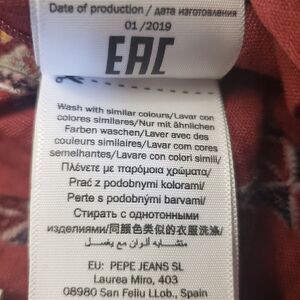 Date of production / дата изготовления
01 / 2019
EAC
Wash with similar colours/Lavar con
colores similares/Nur mit ähnlichen
Farben waschen/Laver avec des
couleurs similaires/Lavar com cores
semelhantes/Lavare con colori simili/
Πλένετε με παρόμοια χρώματα/
Prać z podobnymi kolorami/
Perte s podobnými barvami/
Стирать с однотонными
изделиями/同颜色类似的衣服洗涤/
متشابه ألوان مع يغسل
EU: PEPE JEANS SL
Laurea Miro, 403
08980 San Feliu LLob., Spain